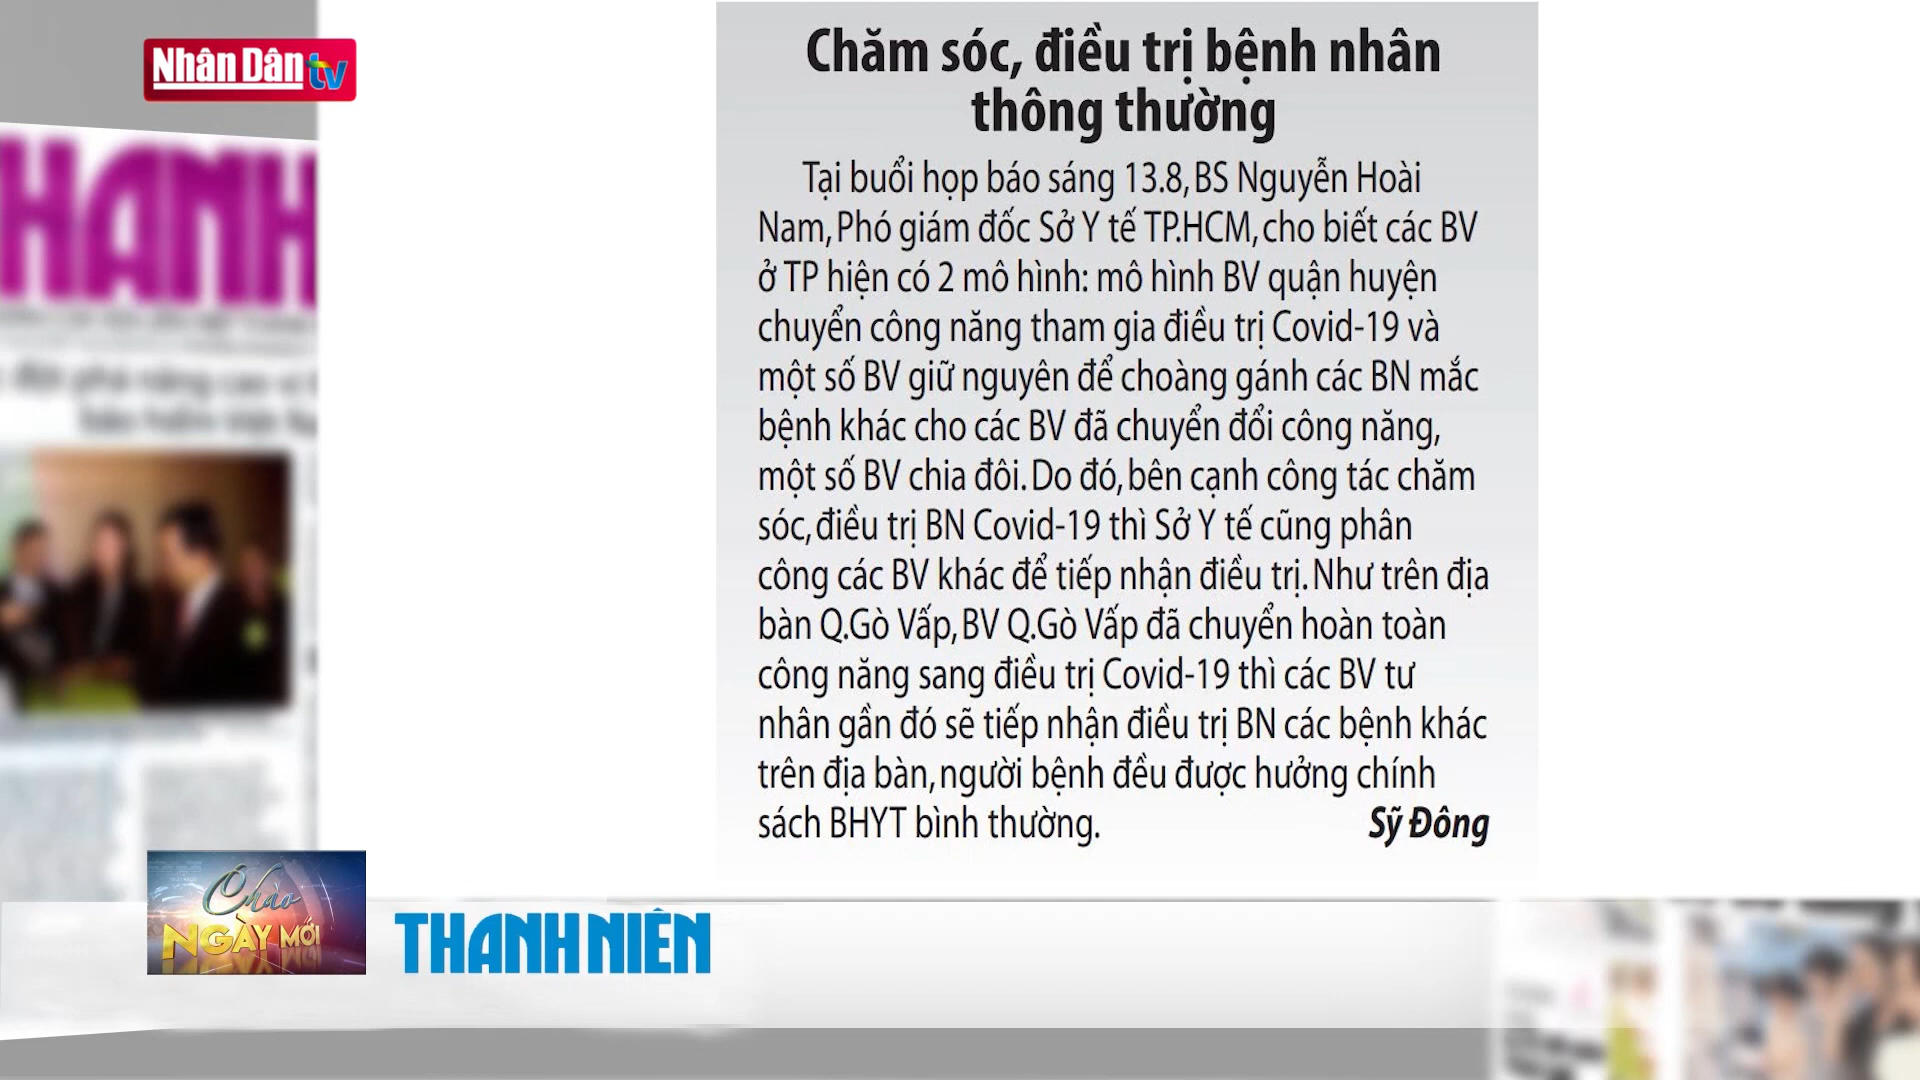 Nhân Dân tv
Chăm sóc, điều trị bệnh nhân
thông thường
Tại buổi họp báo sáng 13.8, BS Nguyễn Hoài
Nam, Phó giám đốc Sở Y tế TP.HCM, cho biết các BV
ở TP hiện có 2 mô hình: mô hình BV quận huyện
chuyển công năng tham gia điều trị Covid-19 và
một số BV giữ nguyên để choàng gánh các BN mắc
bệnh khác cho các BV đã chuyển đổi công năng,
một số BV chia đôi. Do đó, bên cạnh công tác chăm
sóc, điều trị BN Covid-19 thì Sở Y tế cũng phân
công các BV khác để tiếp nhận điều trị. Như trên địa
bàn Q.Gò Vấp, BV Q.Gò Vấp đã chuyển hoàn toàn
công năng sang điều trị Covid-19 thì các BV tư
nhân gần đó sẽ tiếp nhận điều trị BN các bệnh khác
trên địa bàn, người bệnh đều được hưởng chính
sách BHYT bình thường. Sỹ Đông
Chào
NGÀY MỚI
THANH NIÊN